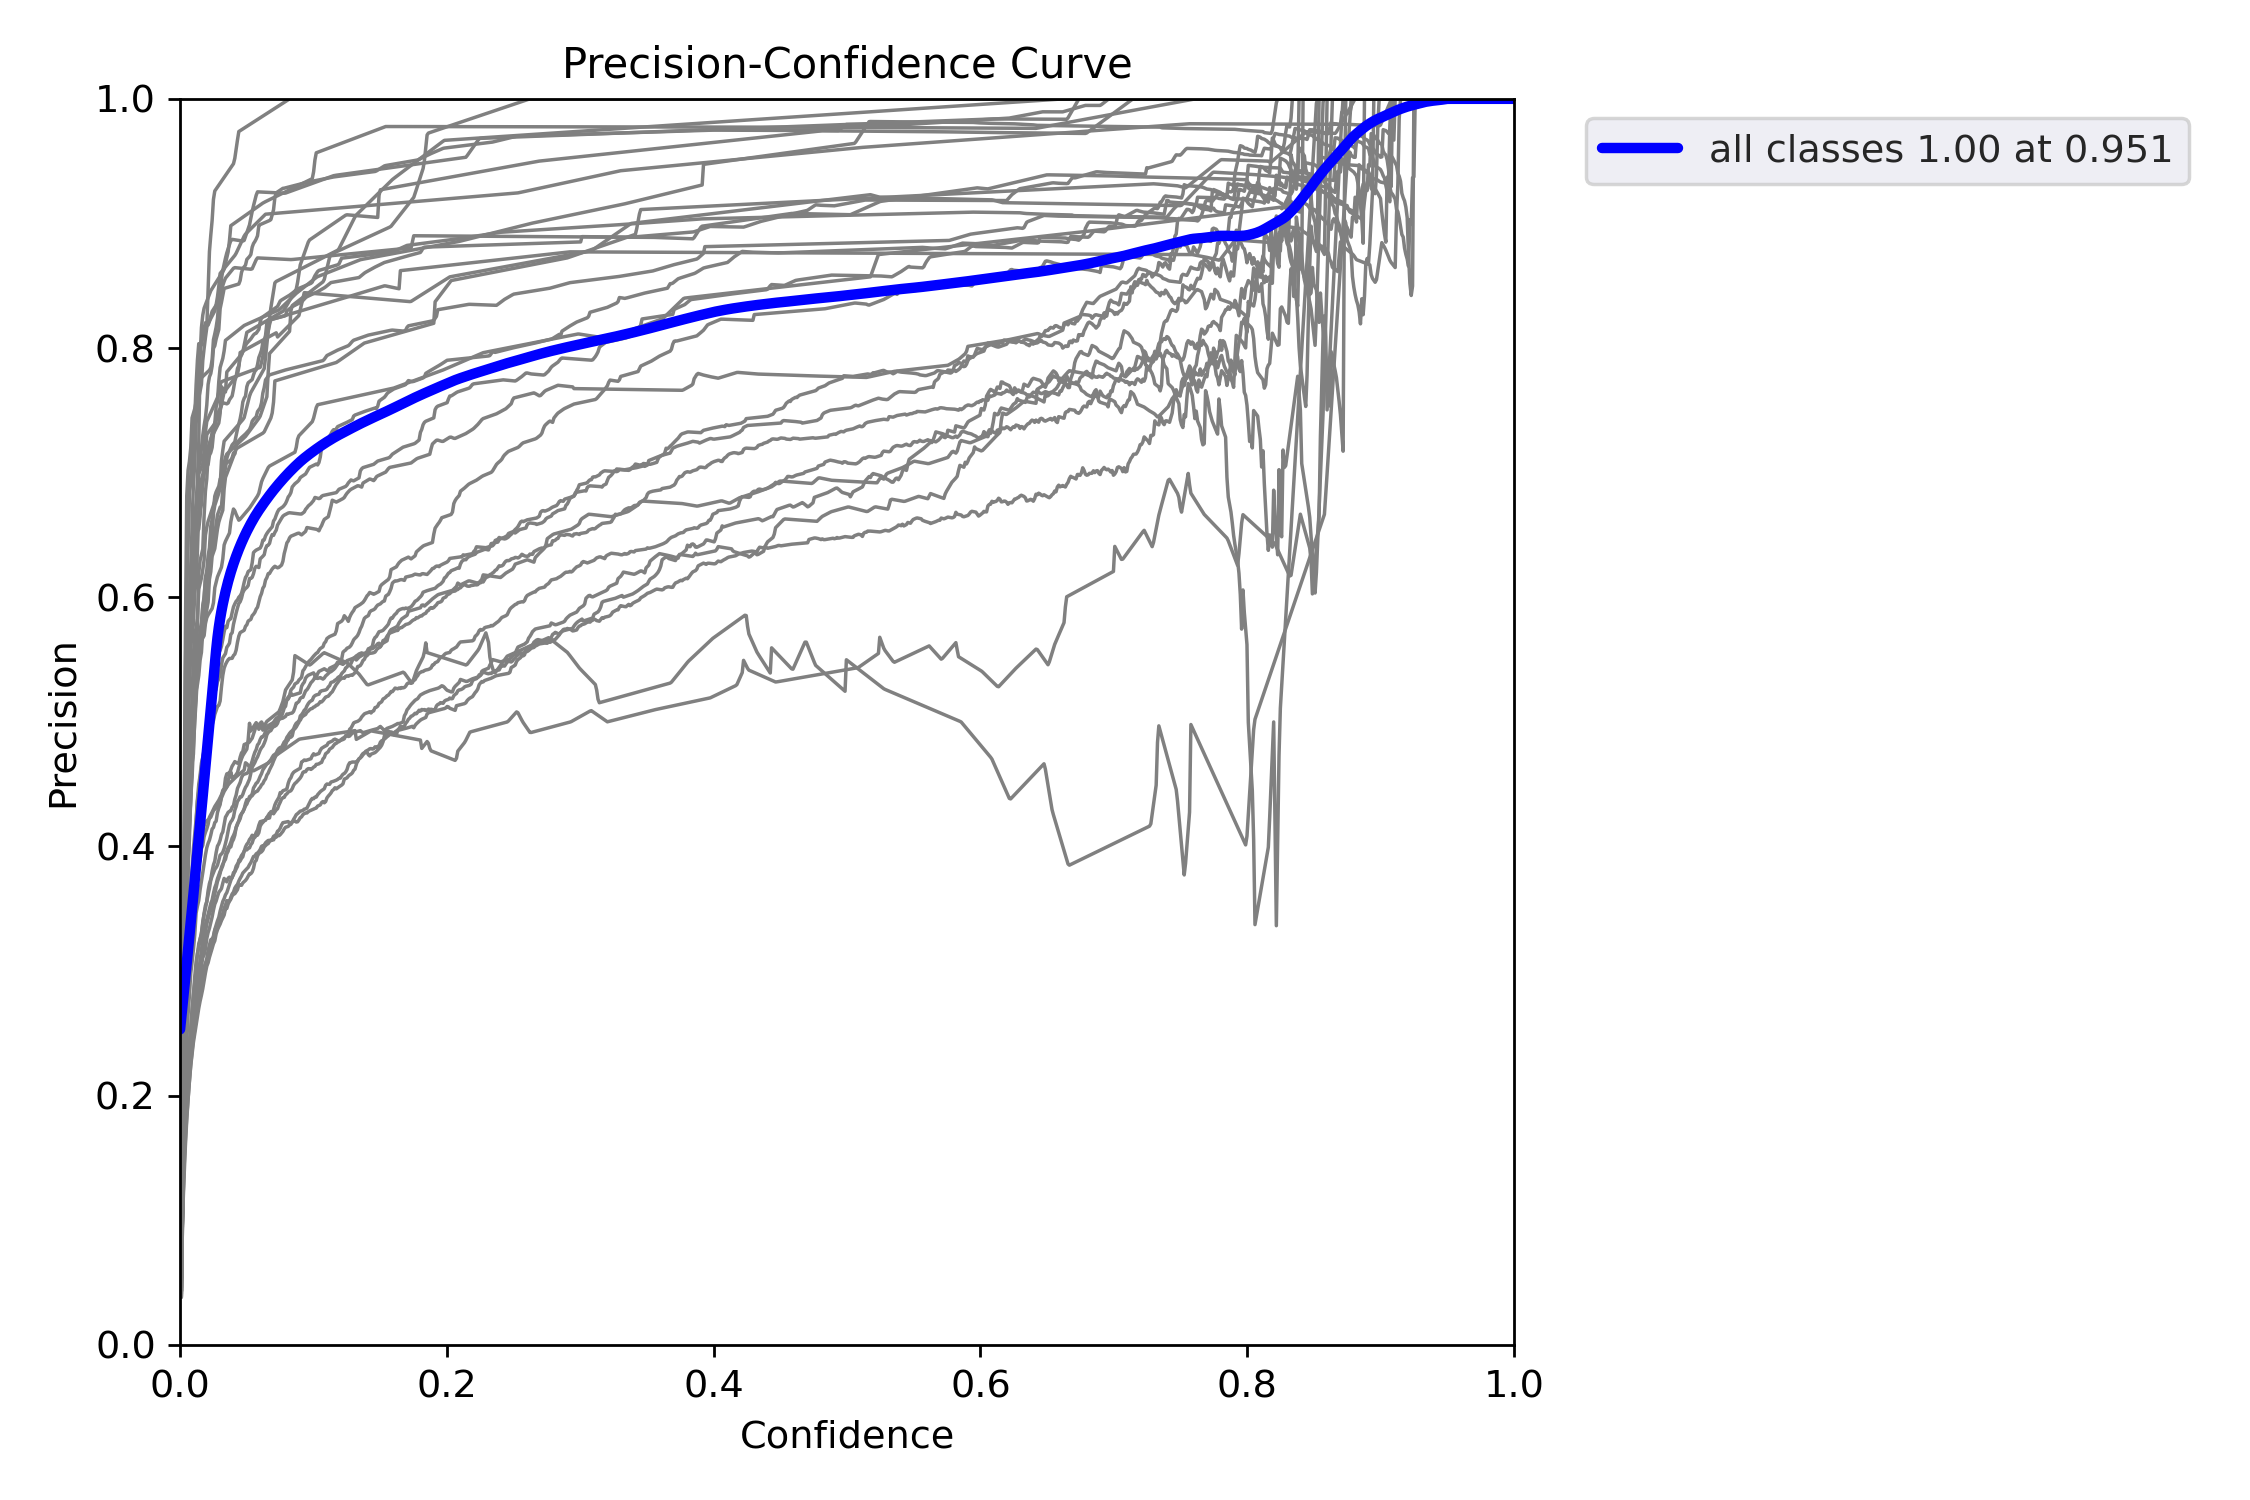 Precision-Confidence Curve
1.0
0.8
0.6
0.4
0.2
0.0
Precision
0.0 0.2 0.4 0.6 0.8 1.0
Confidence
all classes 1.00 at 0.951